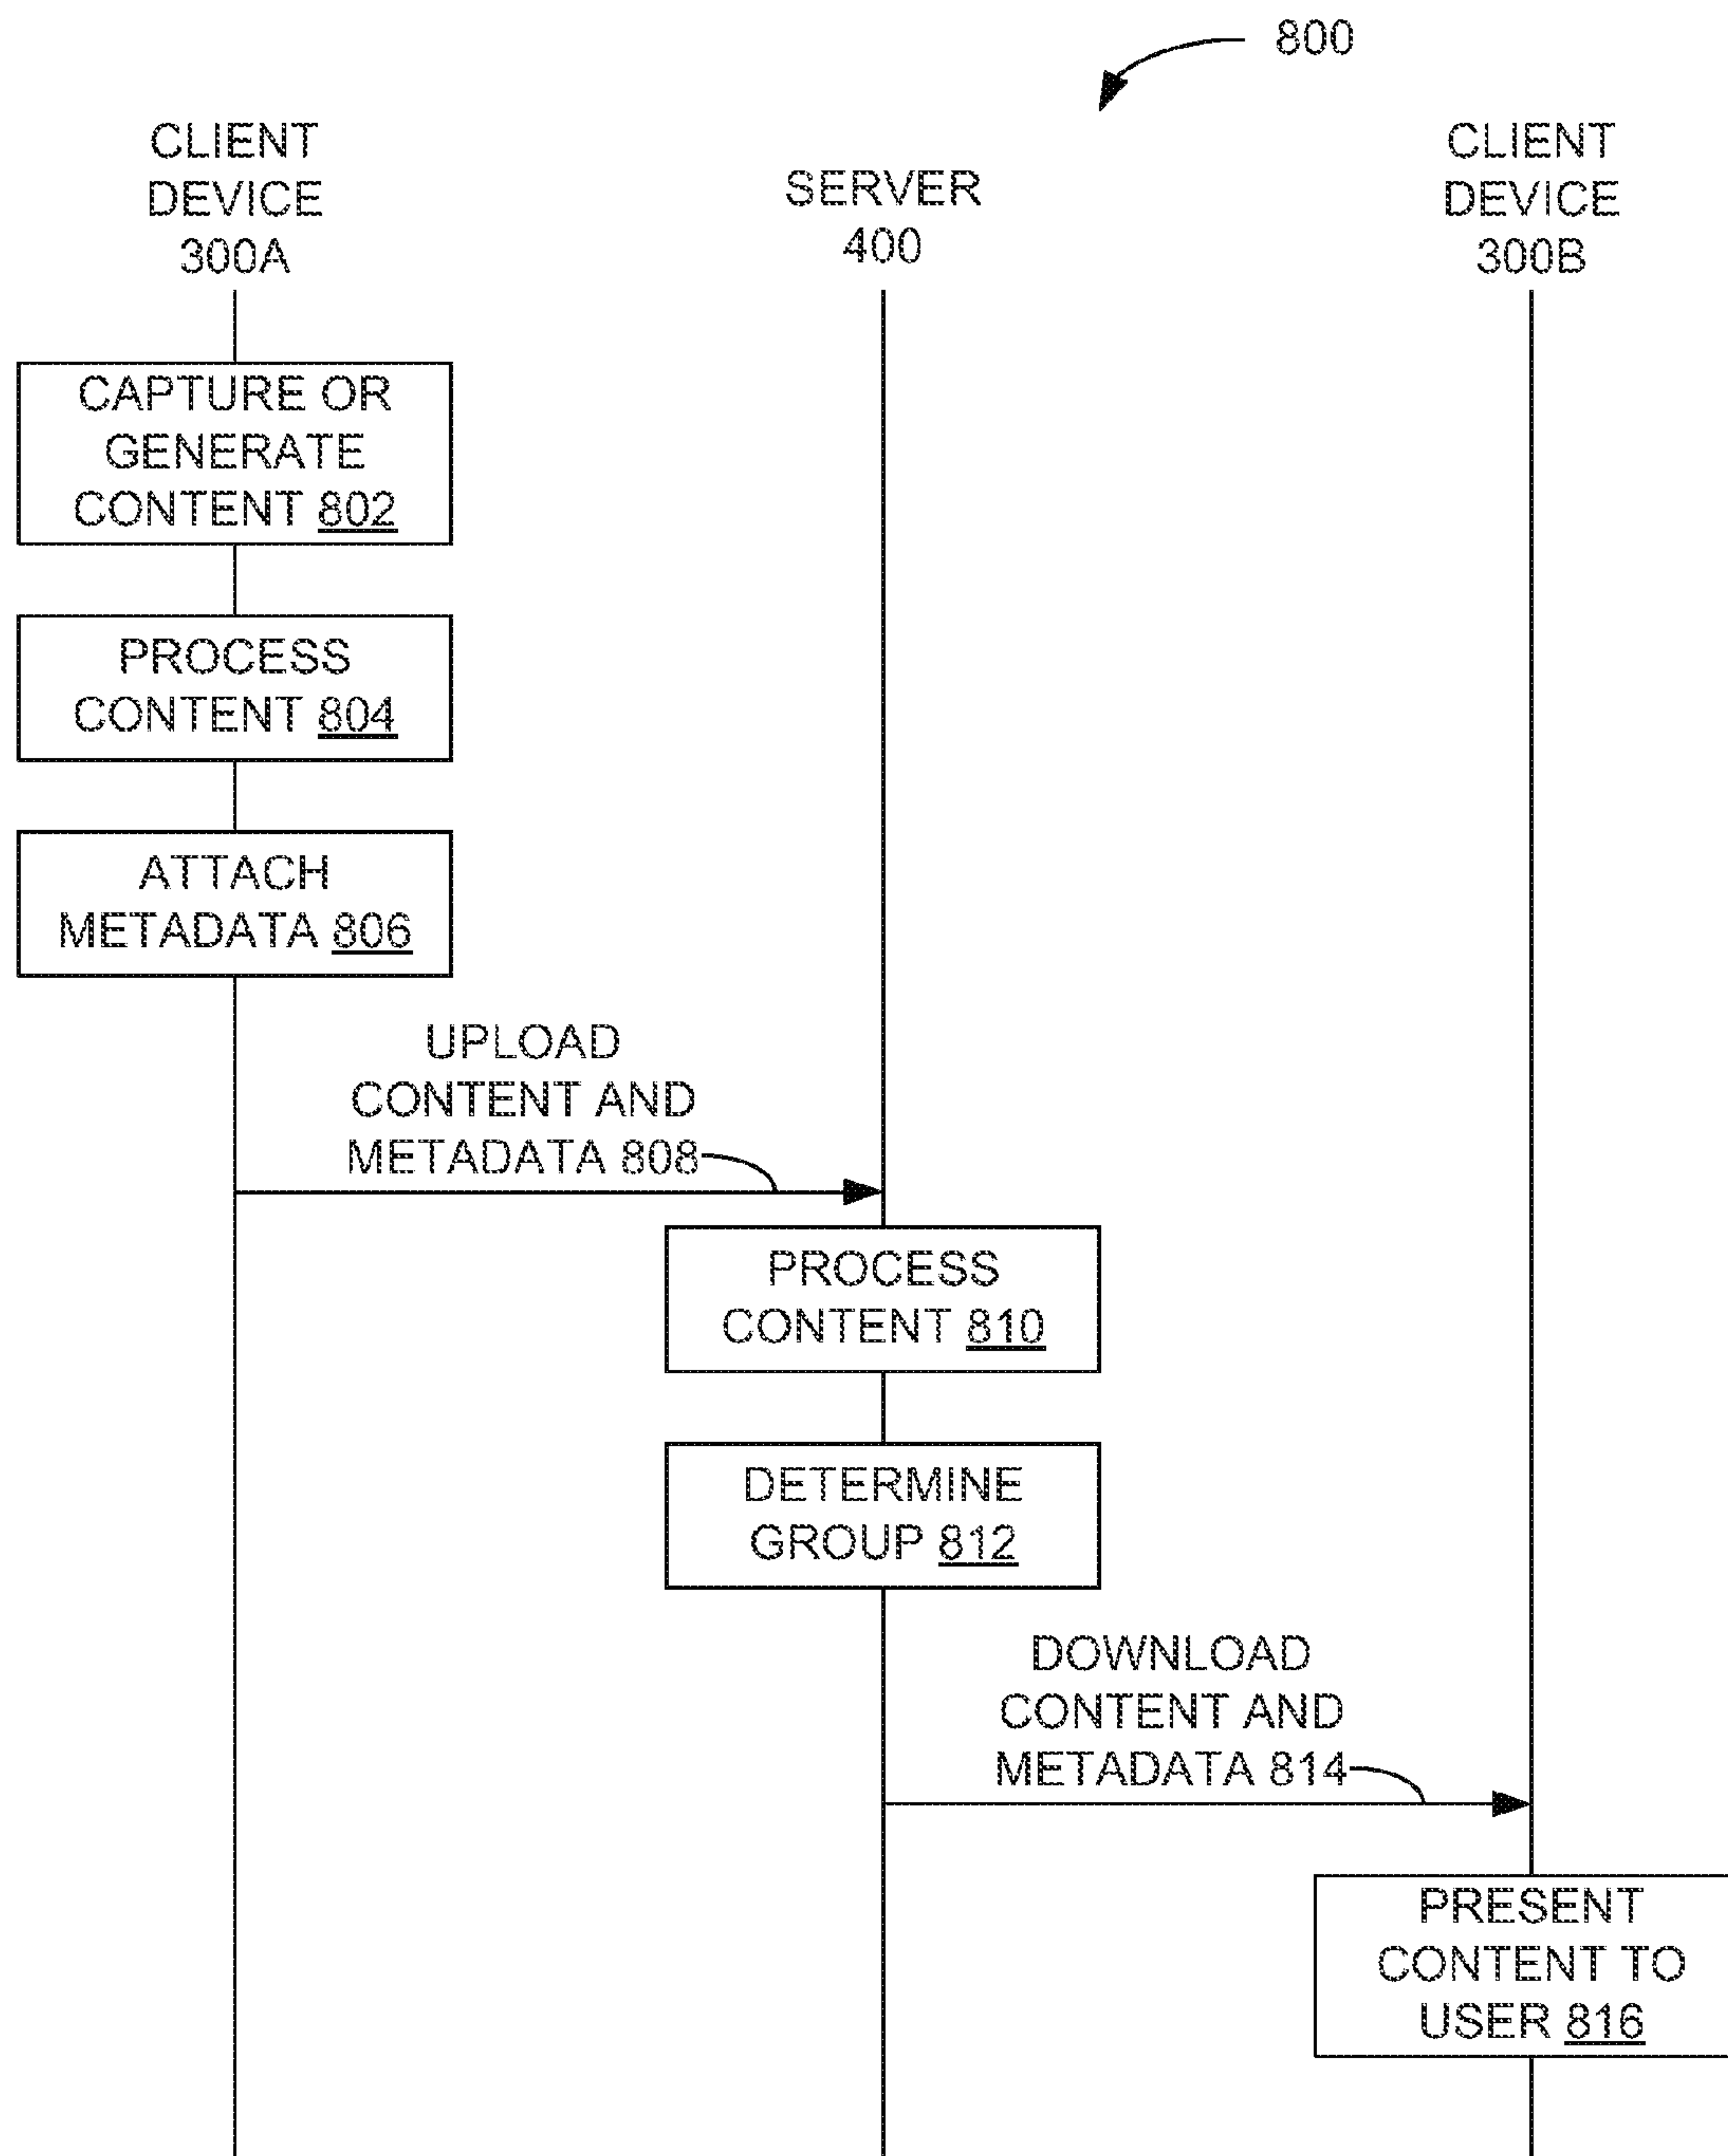 800
CLIENT
DEVICE
300A
SERVER
400
CLIENT
DEVICE
300B
CAPTURE OR
GENERATE
CONTENT 802
PROCESS
CONTENT 804
ATTACH
METADATA 806
UPLOAD
CONTENT AND
METADATA 808
PROCESS
CONTENT 810
DETERMINE
GROUP 812
DOWNLOAD
CONTENT AND
METADATA 814
PRESENT
CONTENT TO
USER 816